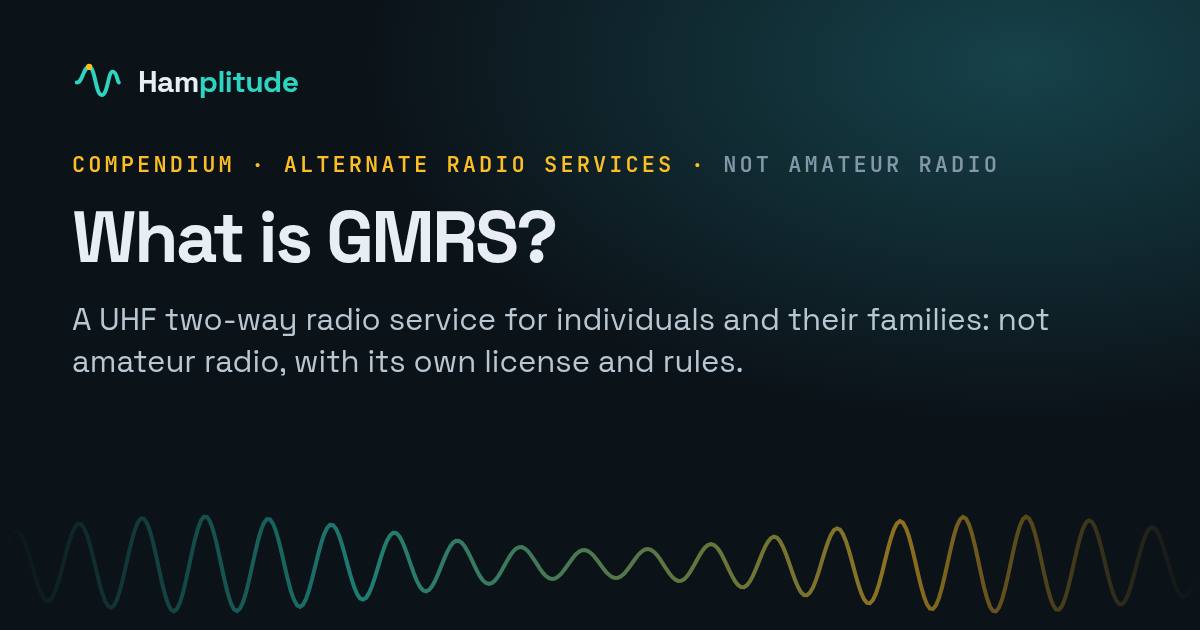 Hamplitude
COMPENDIUM · ALTERNATE RADIO SERVICES · NOT AMATEUR RADIO
What is GMRS?
A UHF two-way radio service for individuals and their families: not
amateur radio, with its own license and rules.